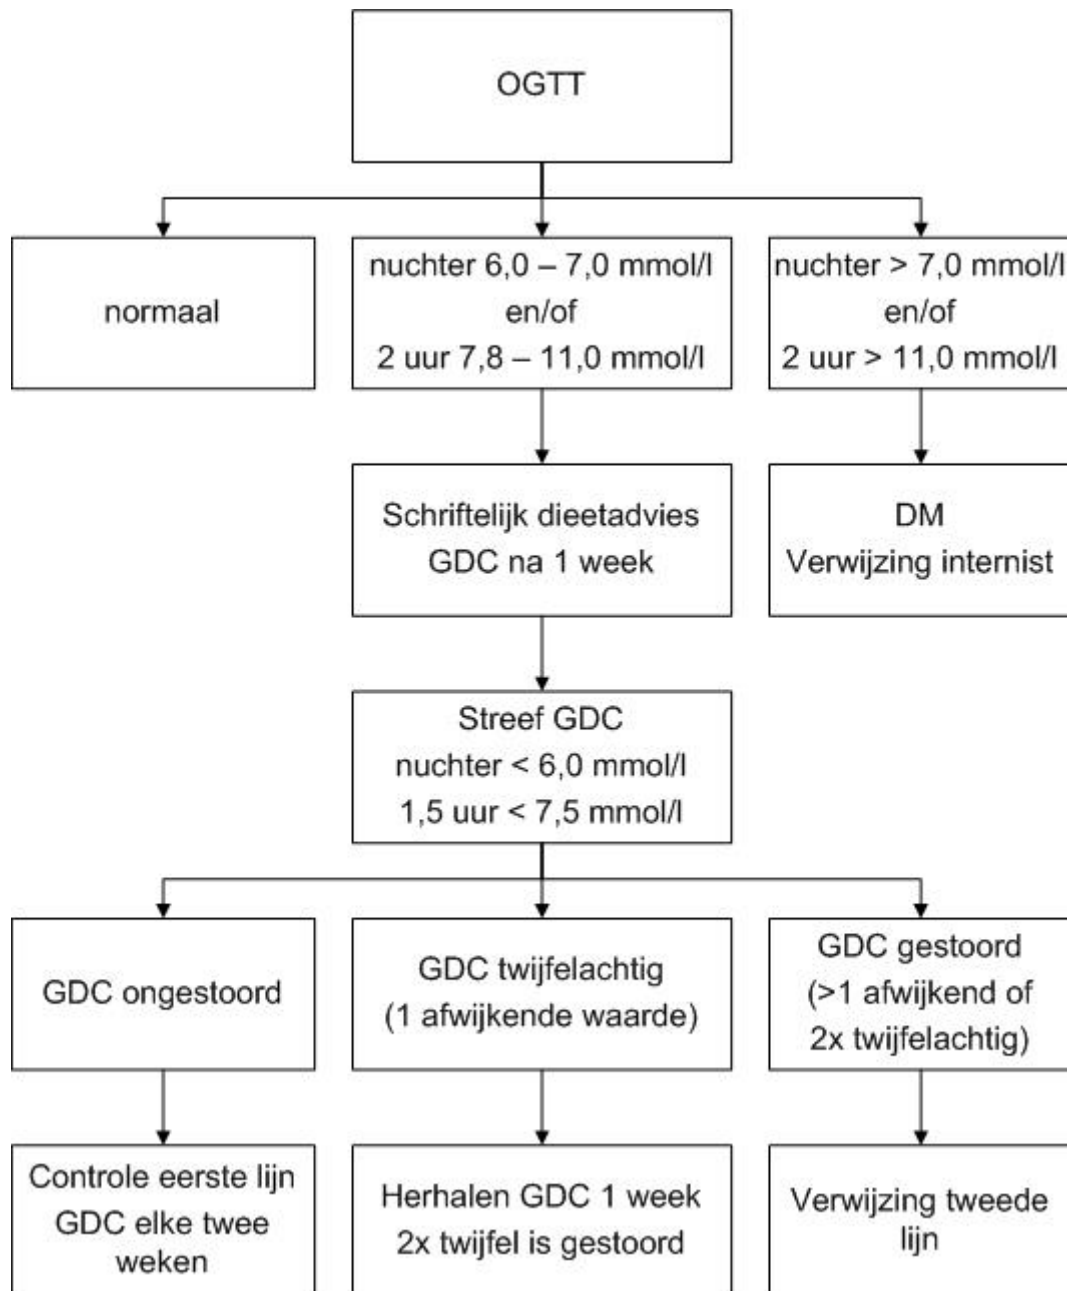 OGTT
normaal
nuchter 6,0 – 7,0 mmol/l
en/of
2 uur 7,8 – 11,0 mmol/l
nuchter > 7,0 mmol/l
en/of
2 uur > 11,0 mmol/l
Schriftelijk dieetadvies
GDC na 1 week
DM
Verwijzing internist
Streef GDC
nuchter < 6,0 mmol/l
1,5 uur < 7,5 mmol/l
GDC ongestoord
GDC twijfelachtig
(1 afwijkende waarde)
GDC gestoord
(>1 afwijkend of
2x twijfelachtig)
Controle eerste lijn
GDC elke twee
weken
Herhalen GDC 1 week
2x twijfel is gestoord
Verwijzing tweede
lijn